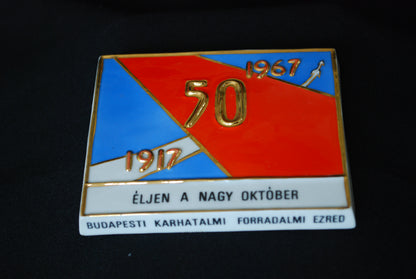 1967
50
1917
ÉLJEN A NAGY OKTÓBER
BUDAPESTI KARHATALMI FORRADALMI EZRED